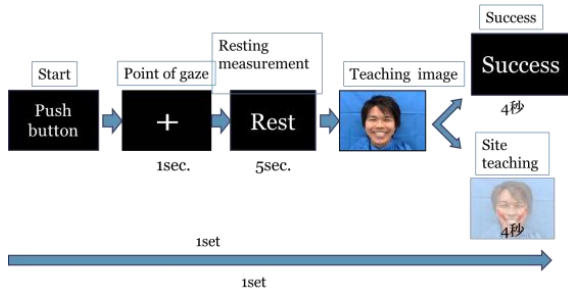 Success
Resting
measurement
Start
Point of gaze
Teaching image
Push
button
+
Rest
Success
4秒
1sec.
5sec.
Site
teaching
4秒
1set
1set